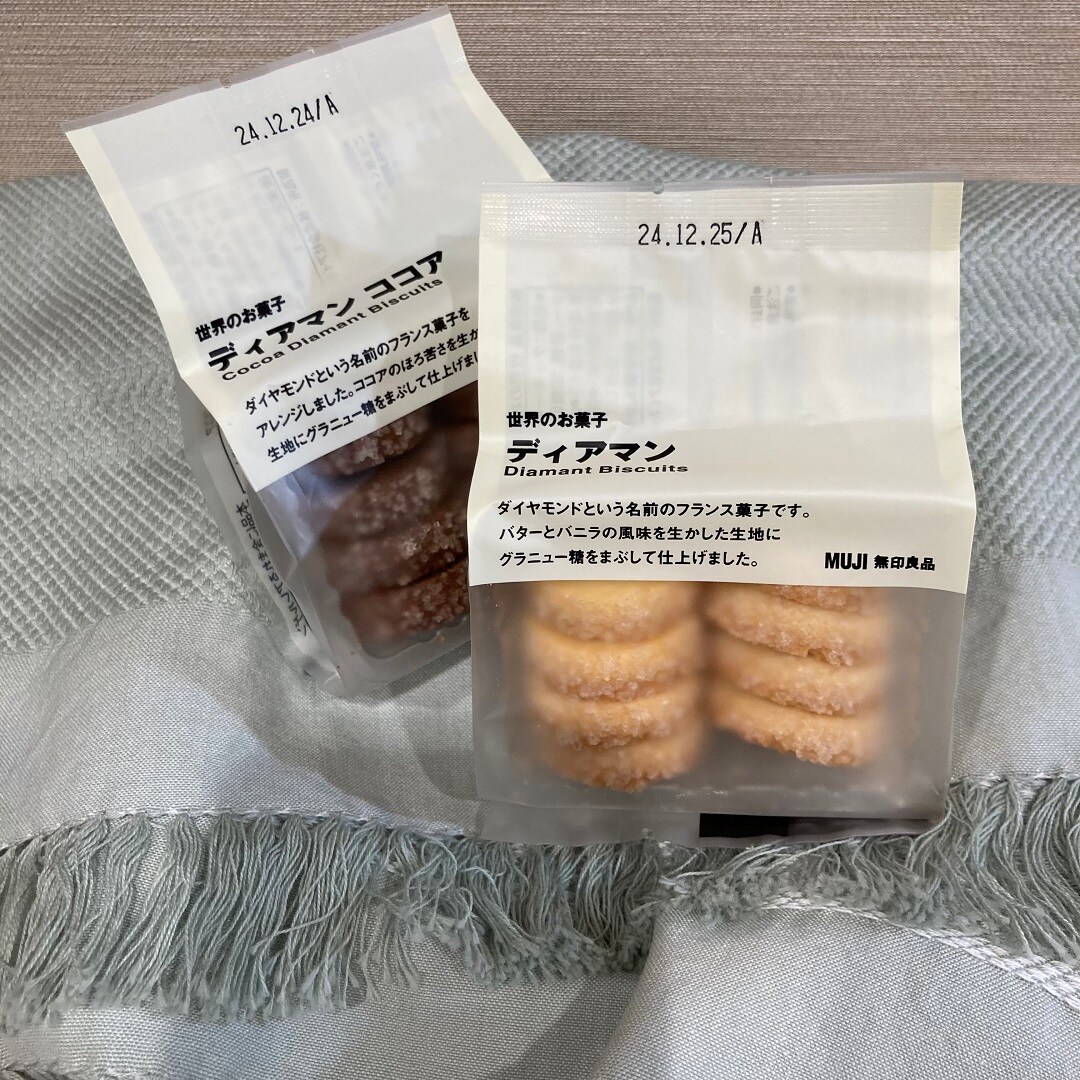 24.12.24/A
世界のお菓子
ディアマン ココア
Cocoa Diamant Biscuits
ダイヤモンドという名前のフランス菓子を
アレンジしました。ココアのほろ苦さを生か
生地にグラニュー糖をまぶして仕上げまし
24.12.25/A
世界のお菓子
ディアマン
Diamant Biscuits
ダイヤモンドという名前のフランス菓子です。
バターとバニラの風味を生かした生地に
グラニュー糖をまぶして仕上げました。
MUJI 無印良品